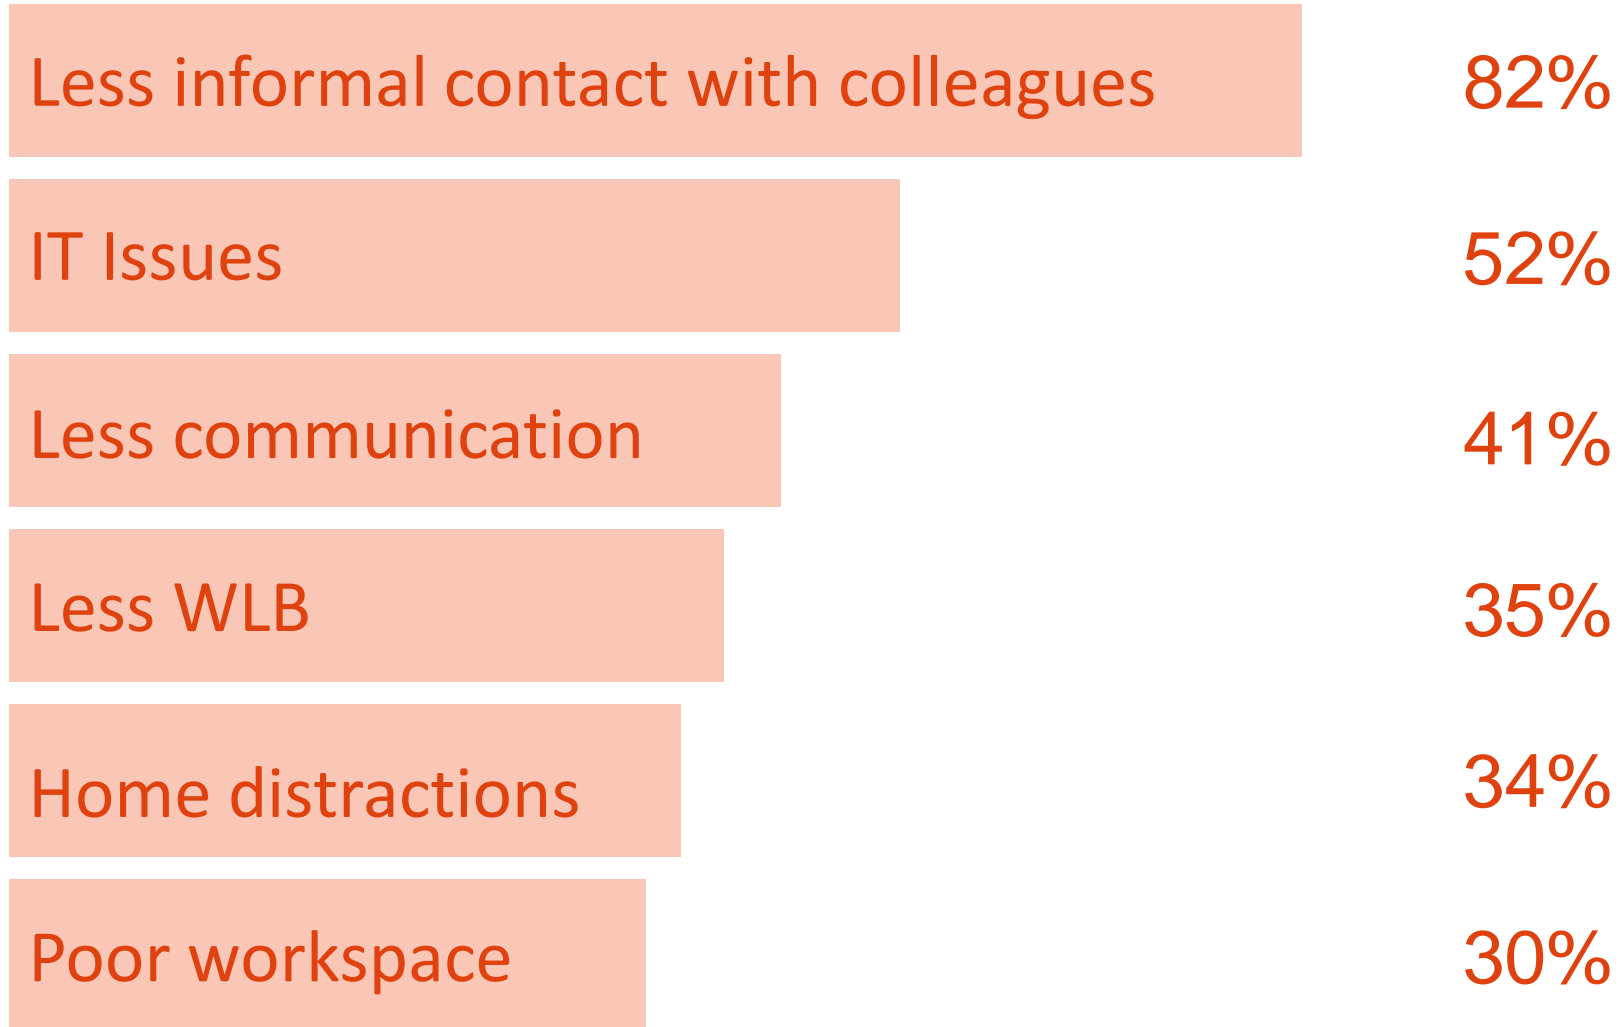 Less informal contact with colleagues 82%
IT Issues 52%
Less communication 41%
Less WLB 35%
Home distractions 34%
Poor workspace 30%